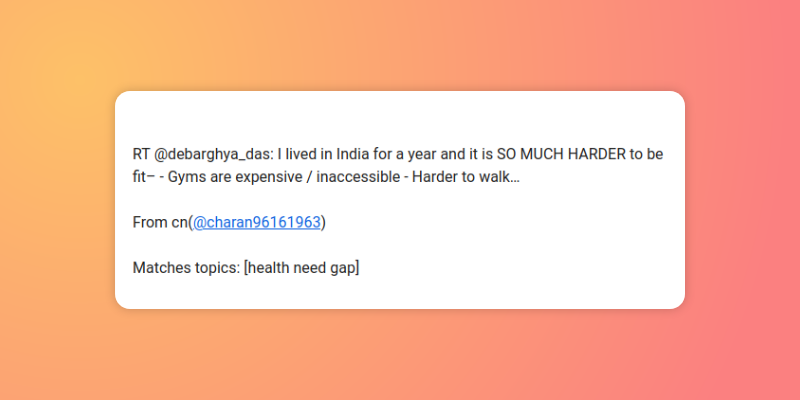 RT @debarghya_das: I lived in India for a year and it is SO MUCH HARDER to be
fit– - Gyms are expensive / inaccessible - Harder to walk…
From cn(@charan96161963)
Matches topics: [health need gap]